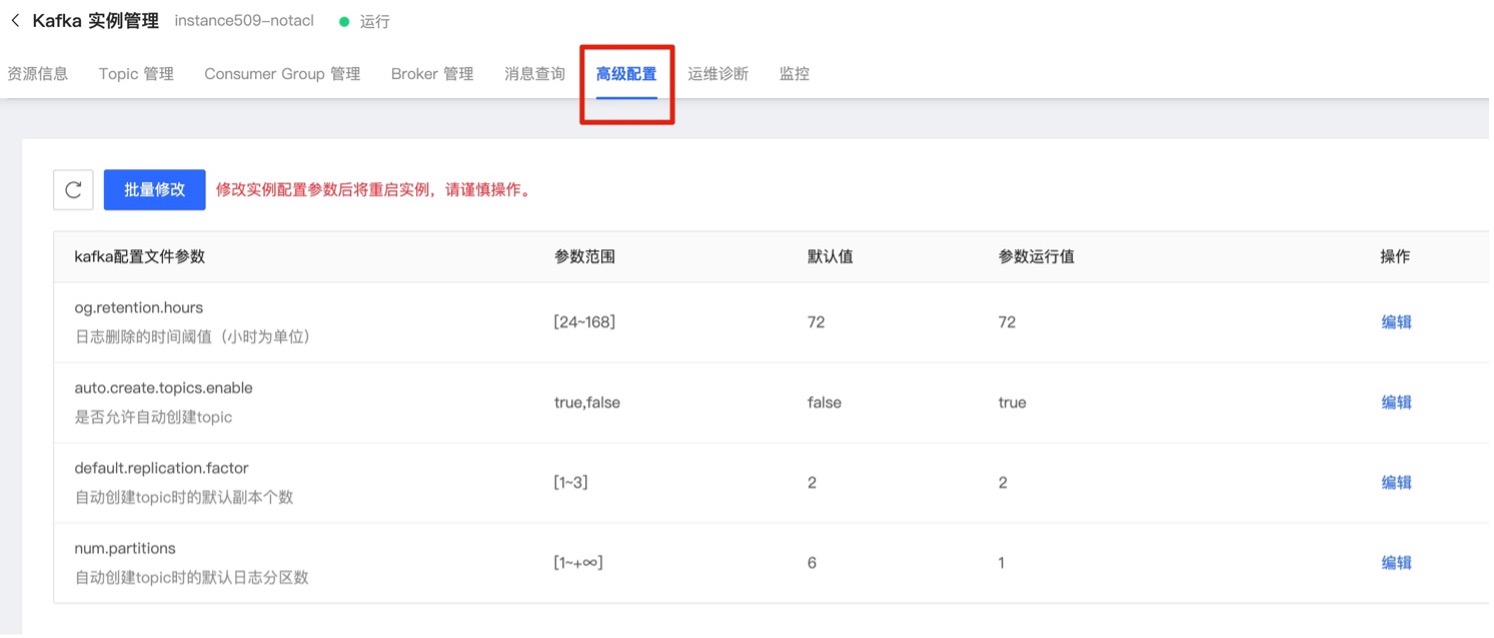 Kafka 实例管理 instance509-notacl 运行
资源信息 Topic 管理 Consumer Group 管理 Broker 管理 消息查询 高级配置 运维诊断 监控
批量修改 修改实例配置参数后将重启实例，请谨慎操作。
kafka配置文件参数 参数范围 默认值 参数运行值 操作
og.retention.hours
日志删除的时间阈值（小时为单位）
[24~168] 72 72 编辑
auto.create.topics.enable
是否允许自动创建topic
true,false false true 编辑
default.replication.factor
自动创建topic时的默认副本个数
[1~3] 2 2 编辑
num.partitions
自动创建topic时的默认日志分区数
[1~+∞] 6 1 编辑